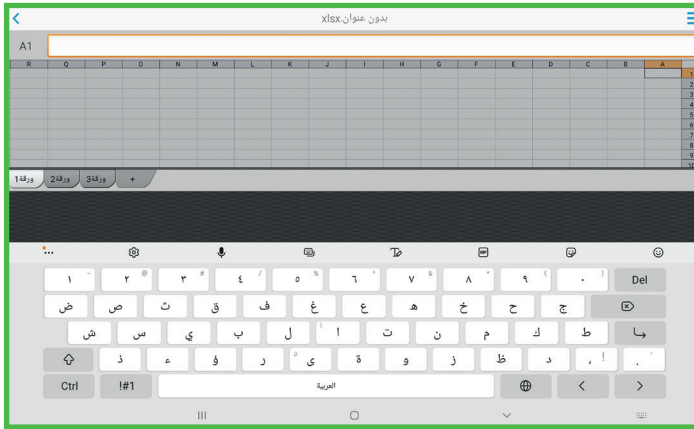 بدون عنوان.xlsx
A1
R Q P O N M L K J I H G F E D C B A
1
2
3
4
5
6
7
8
9
10
ورقة1 ورقة2 ورقة3 +
GIF
١ ٢ @ ٣ # ٤ / ٥ % ٦ ^ ٧ & ٨ * ٩ ( ٠ ) Del
ض ص ث ق ف غ ع ه خ ح ج
ش س ي ب ل ا ت ن م ك ط
ذ ء ؤ ر ى ة و ز ظ د ، ! .
Ctrl !#1 العربية < >